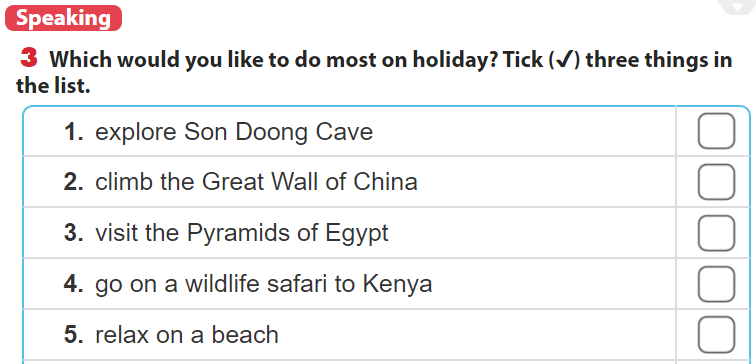 Speaking
3 Which would you like to do most on holiday? Tick (✓) three things in
the list.
1. explore Son Doong Cave
2. climb the Great Wall of China
3. visit the Pyramids of Egypt
4. go on a wildlife safari to Kenya
5. relax on a beach